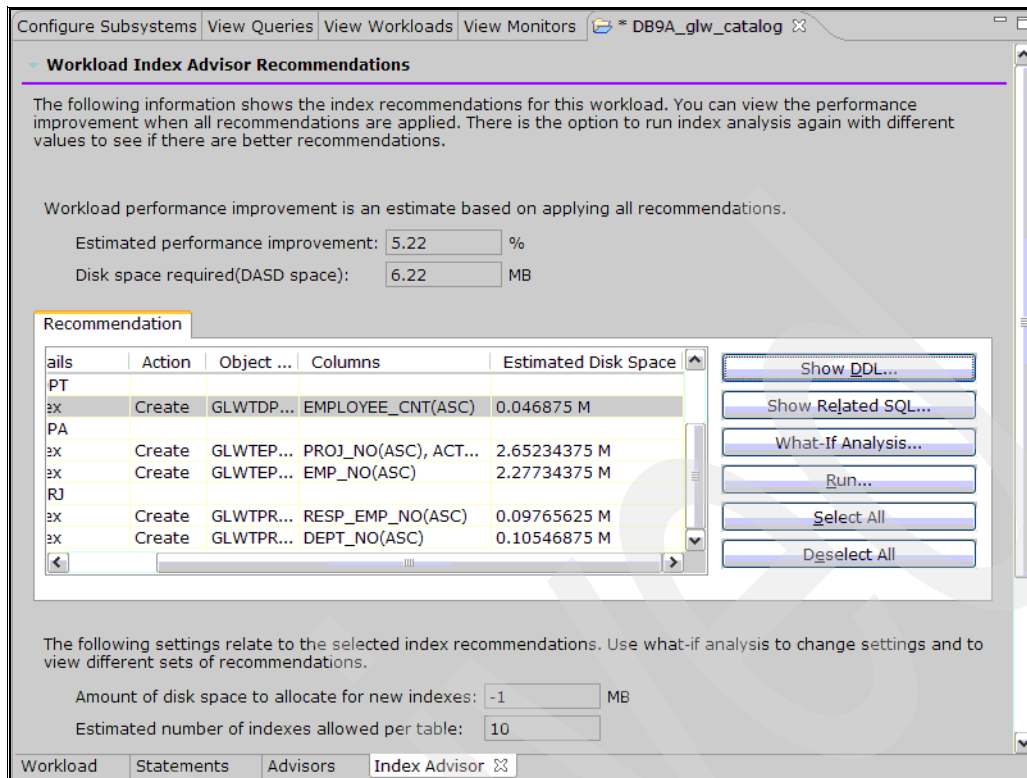 Configure Subsystems View Queries View Workloads View Monitors * DB9A_glw_catalog
Workload Index Advisor Recommendations
The following information shows the index recommendations for this workload. You can view the performance
improvement when all recommendations are applied. There is the option to run index analysis again with different
values to see if there are better recommendations.
Workload performance improvement is an estimate based on applying all recommendations.
Estimated performance improvement: 5.22 %
Disk space required(DASD space): 6.22 MB
Recommendation
ails Action Object ... Columns Estimated Disk Space
PT
ex Create GLWTDP... EMPLOYEE_CNT(ASC) 0.046875 M
PA
ex Create GLWTEP... PROJ_NO(ASC), ACT... 2.65234375 M
ex Create GLWTEP... EMP_NO(ASC) 2.27734375 M
RJ
ex Create GLWTPR... RESP_EMP_NO(ASC) 0.09765625 M
ex Create GLWTPR... DEPT_NO(ASC) 0.10546875 M
Show DDL...
Show Related SQL...
What-If Analysis...
Run...
Select All
Deselect All
The following settings relate to the selected index recommendations. Use what-if analysis to change settings and to
view different sets of recommendations.
Amount of disk space to allocate for new indexes: -1 MB
Estimated number of indexes allowed per table: 10
Workload Statements Advisors Index Advisor